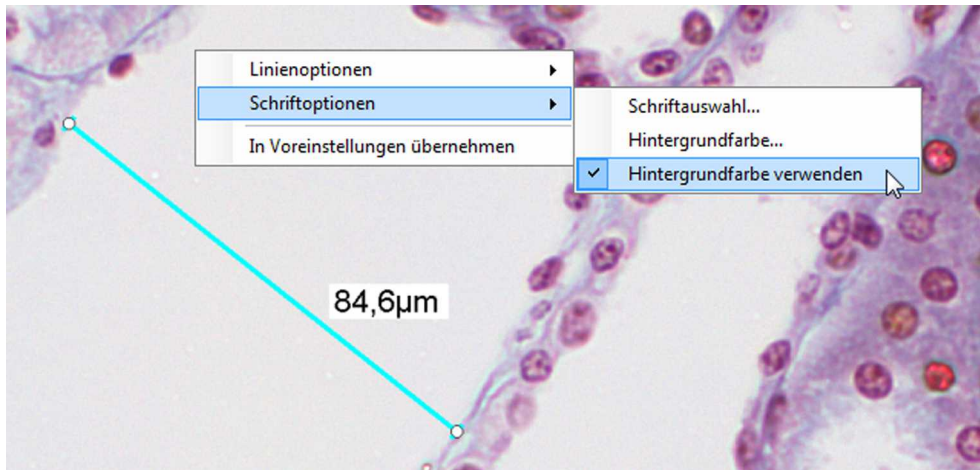 Linienoptionen
Schriftoptionen
In Voreinstellungen übernehmen
Schriftauswahl...
Hintergrundfarbe...
Hintergrundfarbe verwenden
84,6µm